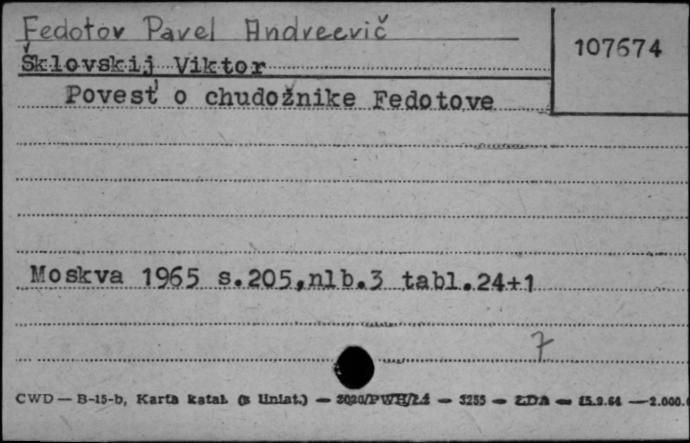 Fedotov Pavel Andreevič
107674
Šklovskij Viktor
Povest' o chudožnike Fedotove
Moskva 1965 s.205,nlb.3 tabl.24+1
7
CWD — B-15-b, Karta katal. (z liniat.) — 3020/PWH/Ł4 — 3255 — ŁDA — 15.9.64 — 2.000.